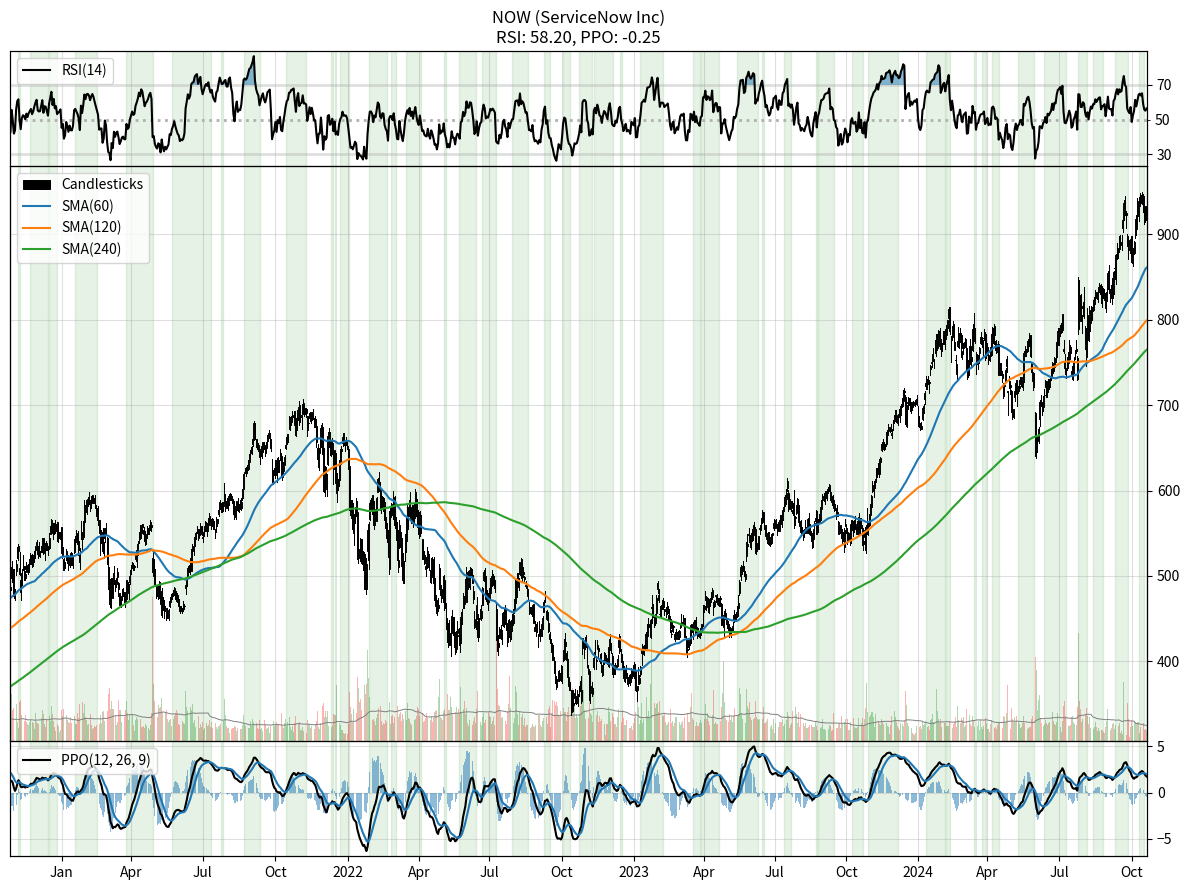 NOW (ServiceNow Inc)
RSI: 58.20, PPO: -0.25
RSI(14)
70
50
30
Candlesticks
SMA(60)
SMA(120)
SMA(240)
900
800
700
600
500
400
PPO(12, 26, 9)
5
0
−5
Jan Apr Jul Oct 2022 Apr Jul Oct 2023 Apr Jul Oct 2024 Apr Jul Oct